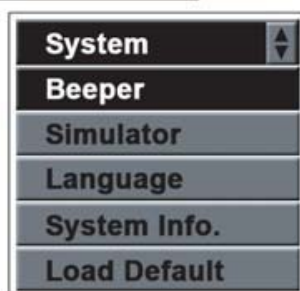 System
Beeper
Simulator
Language
System Info.
Load Default